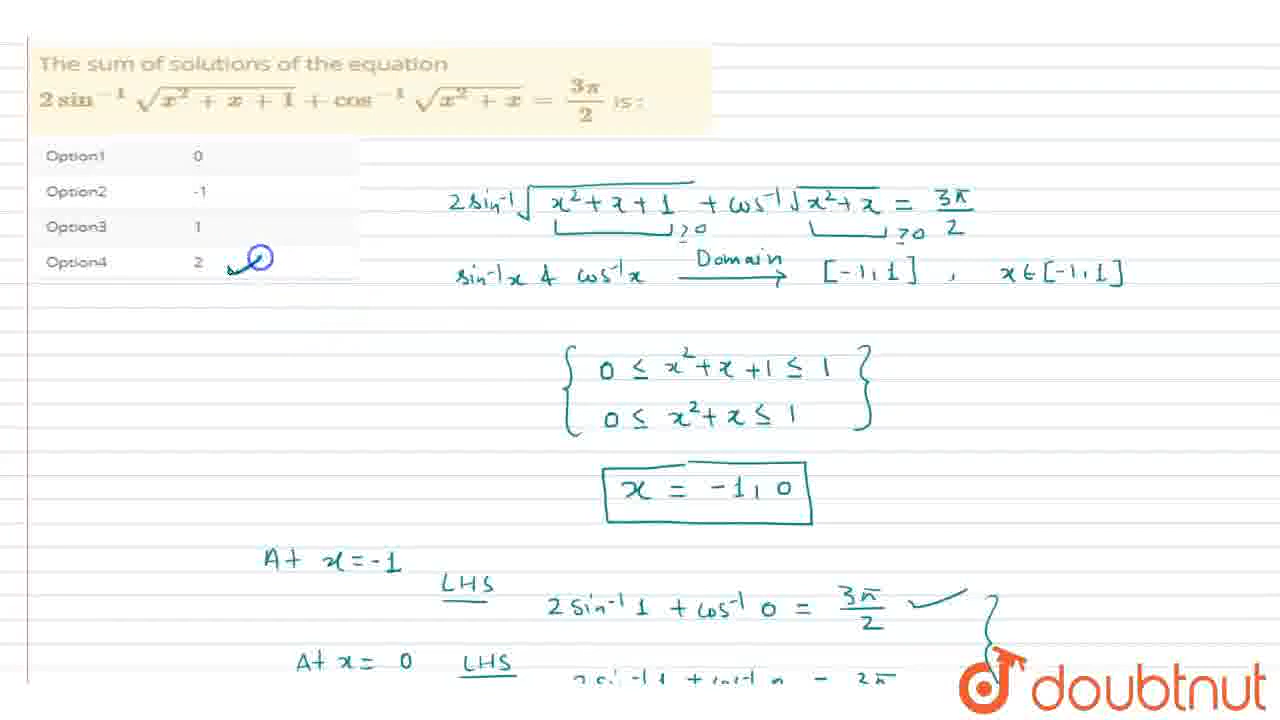 The sum of solutions of the equation
2 sin⁻¹ √(x² + x + 1) + cos⁻¹ √(x² + x) = 3π/2 is :
Option1 0
Option2 -1
Option3 1
Option4 2
2 sin⁻¹ √(x² + x + 1) + cos⁻¹ √(x² + x) = 3π/2
≥0 ≥0
sin⁻¹x & cos⁻¹x Domain → [-1, 1] , x ∈ [-1, 1]
{ 0 ≤ x² + x + 1 ≤ 1
0 ≤ x² + x ≤ 1 }
x = -1, 0
At x = -1
LHS
2 sin⁻¹ 1 + cos⁻¹ 0 = 3π/2
At x = 0 LHS
doubtnut